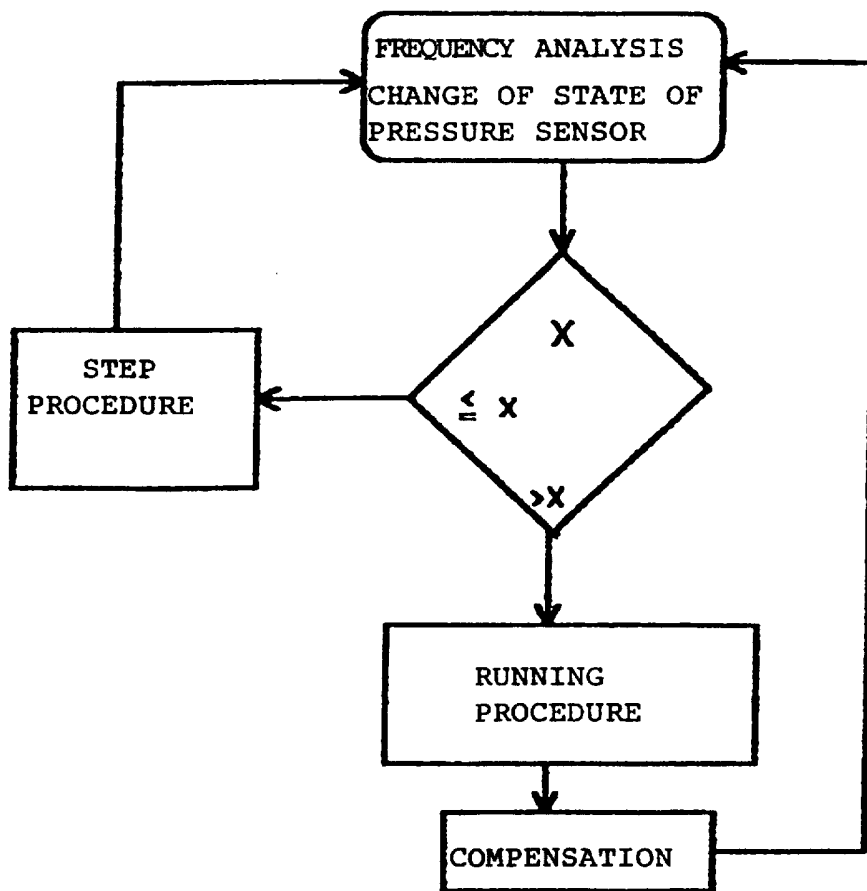 FREQUENCY ANALYSIS
CHANGE OF STATE OF
PRESSURE SENSOR
X
≤ X
>X
STEP
PROCEDURE
RUNNING
PROCEDURE
COMPENSATION